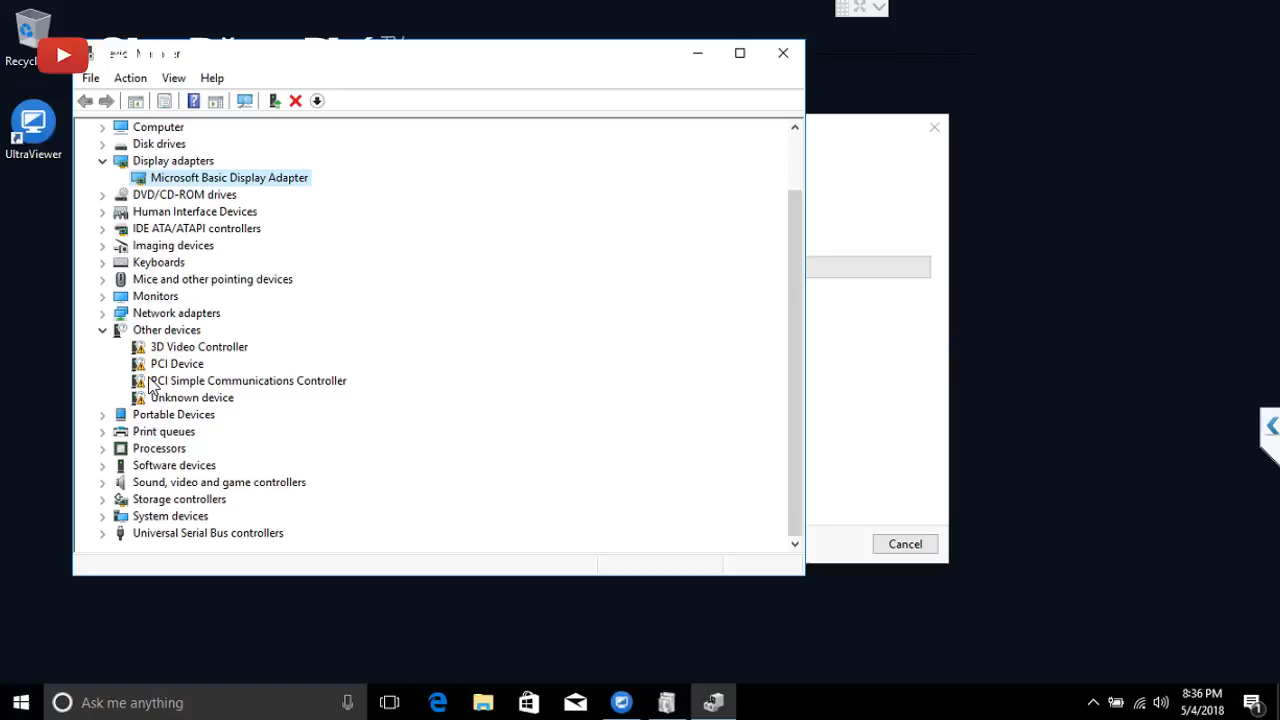 File Action View Help
Computer
Disk drives
Display adapters
Microsoft Basic Display Adapter
DVD/CD-ROM drives
Human Interface Devices
IDE ATA/ATAPI controllers
Imaging devices
Keyboards
Mice and other pointing devices
Monitors
Network adapters
Other devices
3D Video Controller
PCI Device
PCI Simple Communications Controller
Unknown device
Portable Devices
Print queues
Processors
Software devices
Sound, video and game controllers
Storage controllers
System devices
Universal Serial Bus controllers
UltraViewer
Cancel
Ask me anything
8:36 PM
5/4/2018
1